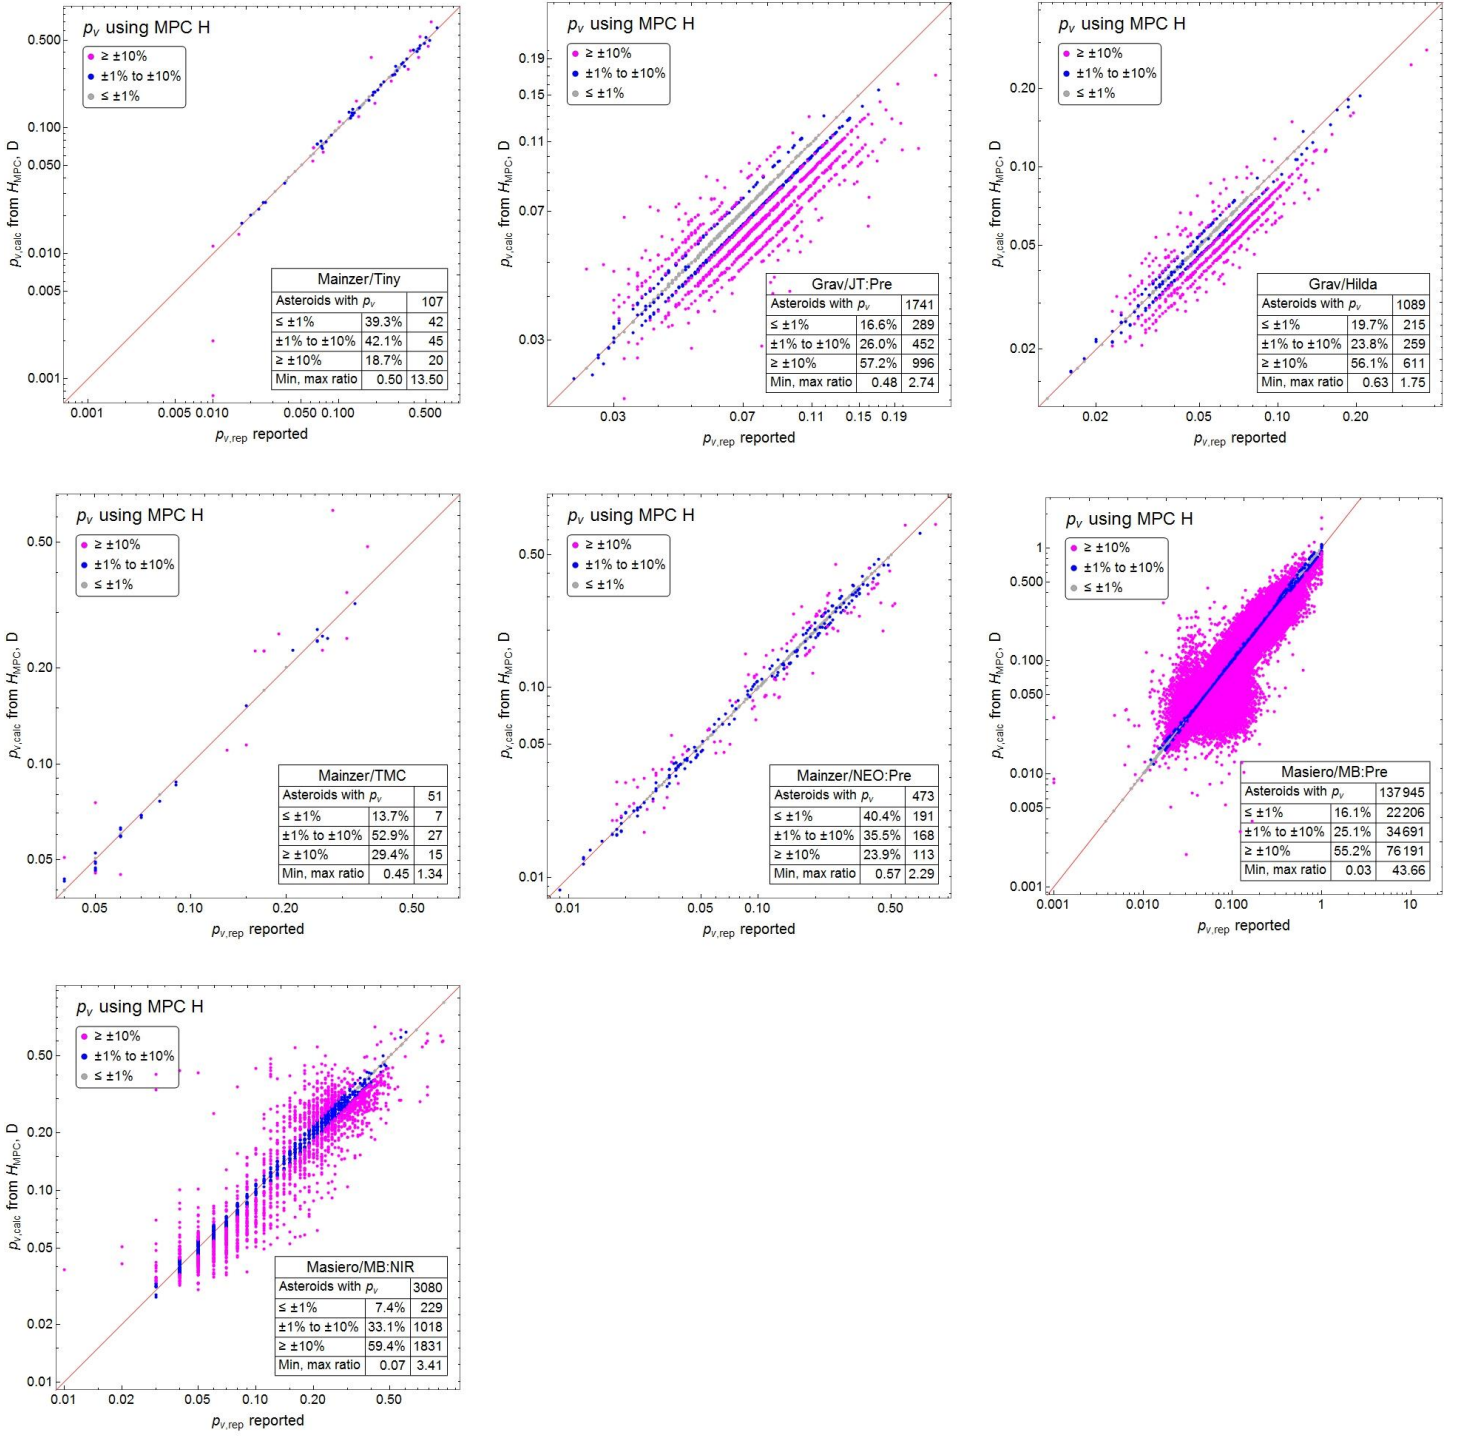 p_v using MPC H
≥ ±10%
±1% to ±10%
≤ ±1%
p_v,calc from H_MPC, D
0.500
0.100
0.050
0.010
0.005
0.001
Mainzer/Tiny
Asteroids with p_v 107
≤ ±1% 39.3% 42
±1% to ±10% 42.1% 45
≥ ±10% 18.7% 20
Min, max ratio 0.50 13.50
0.001 0.005 0.010 0.050 0.100 0.500
p_v,rep reported
p_v using MPC H
≥ ±10%
±1% to ±10%
≤ ±1%
p_v,calc from H_MPC, D
0.19
0.15
0.11
0.07
0.03
Grav/JT:Pre
Asteroids with p_v 1741
≤ ±1% 16.6% 289
±1% to ±10% 26.0% 452
≥ ±10% 57.2% 996
Min, max ratio 0.48 2.74
0.03 0.07 0.11 0.15 0.19
p_v,rep reported
p_v using MPC H
≥ ±10%
±1% to ±10%
≤ ±1%
p_v,calc from H_MPC, D
0.20
0.10
0.05
0.02
Grav/Hilda
Asteroids with p_v 1089
≤ ±1% 19.7% 215
±1% to ±10% 23.8% 259
≥ ±10% 56.1% 611
Min, max ratio 0.63 1.75
0.02 0.05 0.10 0.20
p_v,rep reported
p_v using MPC H
≥ ±10%
±1% to ±10%
≤ ±1%
p_v,calc from H_MPC, D
0.50
0.20
0.10
0.05
Mainzer/TMC
Asteroids with p_v 51
≤ ±1% 13.7% 7
±1% to ±10% 52.9% 27
≥ ±10% 29.4% 15
Min, max ratio 0.45 1.34
0.05 0.10 0.20 0.50
p_v,rep reported
p_v using MPC H
≥ ±10%
±1% to ±10%
≤ ±1%
p_v,calc from H_MPC, D
0.50
0.10
0.05
0.01
Mainzer/NEO:Pre
Asteroids with p_v 473
≤ ±1% 40.4% 191
±1% to ±10% 35.5% 168
≥ ±10% 23.9% 113
Min, max ratio 0.57 2.29
0.01 0.05 0.10 0.50
p_v,rep reported
p_v using MPC H
≥ ±10%
±1% to ±10%
≤ ±1%
p_v,calc from H_MPC, D
1
0.500
0.100
0.050
0.010
0.005
0.001
Masiero/MB:Pre
Asteroids with p_v 137945
≤ ±1% 16.1% 22206
±1% to ±10% 25.1% 34691
≥ ±10% 55.2% 76191
Min, max ratio 0.03 43.66
0.001 0.010 0.100 1 10
p_v,rep reported
p_v using MPC H
≥ ±10%
±1% to ±10%
≤ ±1%
p_v,calc from H_MPC, D
0.50
0.20
0.10
0.05
0.02
0.01
Masiero/MB:NIR
Asteroids with p_v 3080
≤ ±1% 7.4% 229
±1% to ±10% 33.1% 1018
≥ ±10% 59.4% 1831
Min, max ratio 0.07 3.41
0.01 0.02 0.05 0.10 0.20 0.50
p_v,rep reported